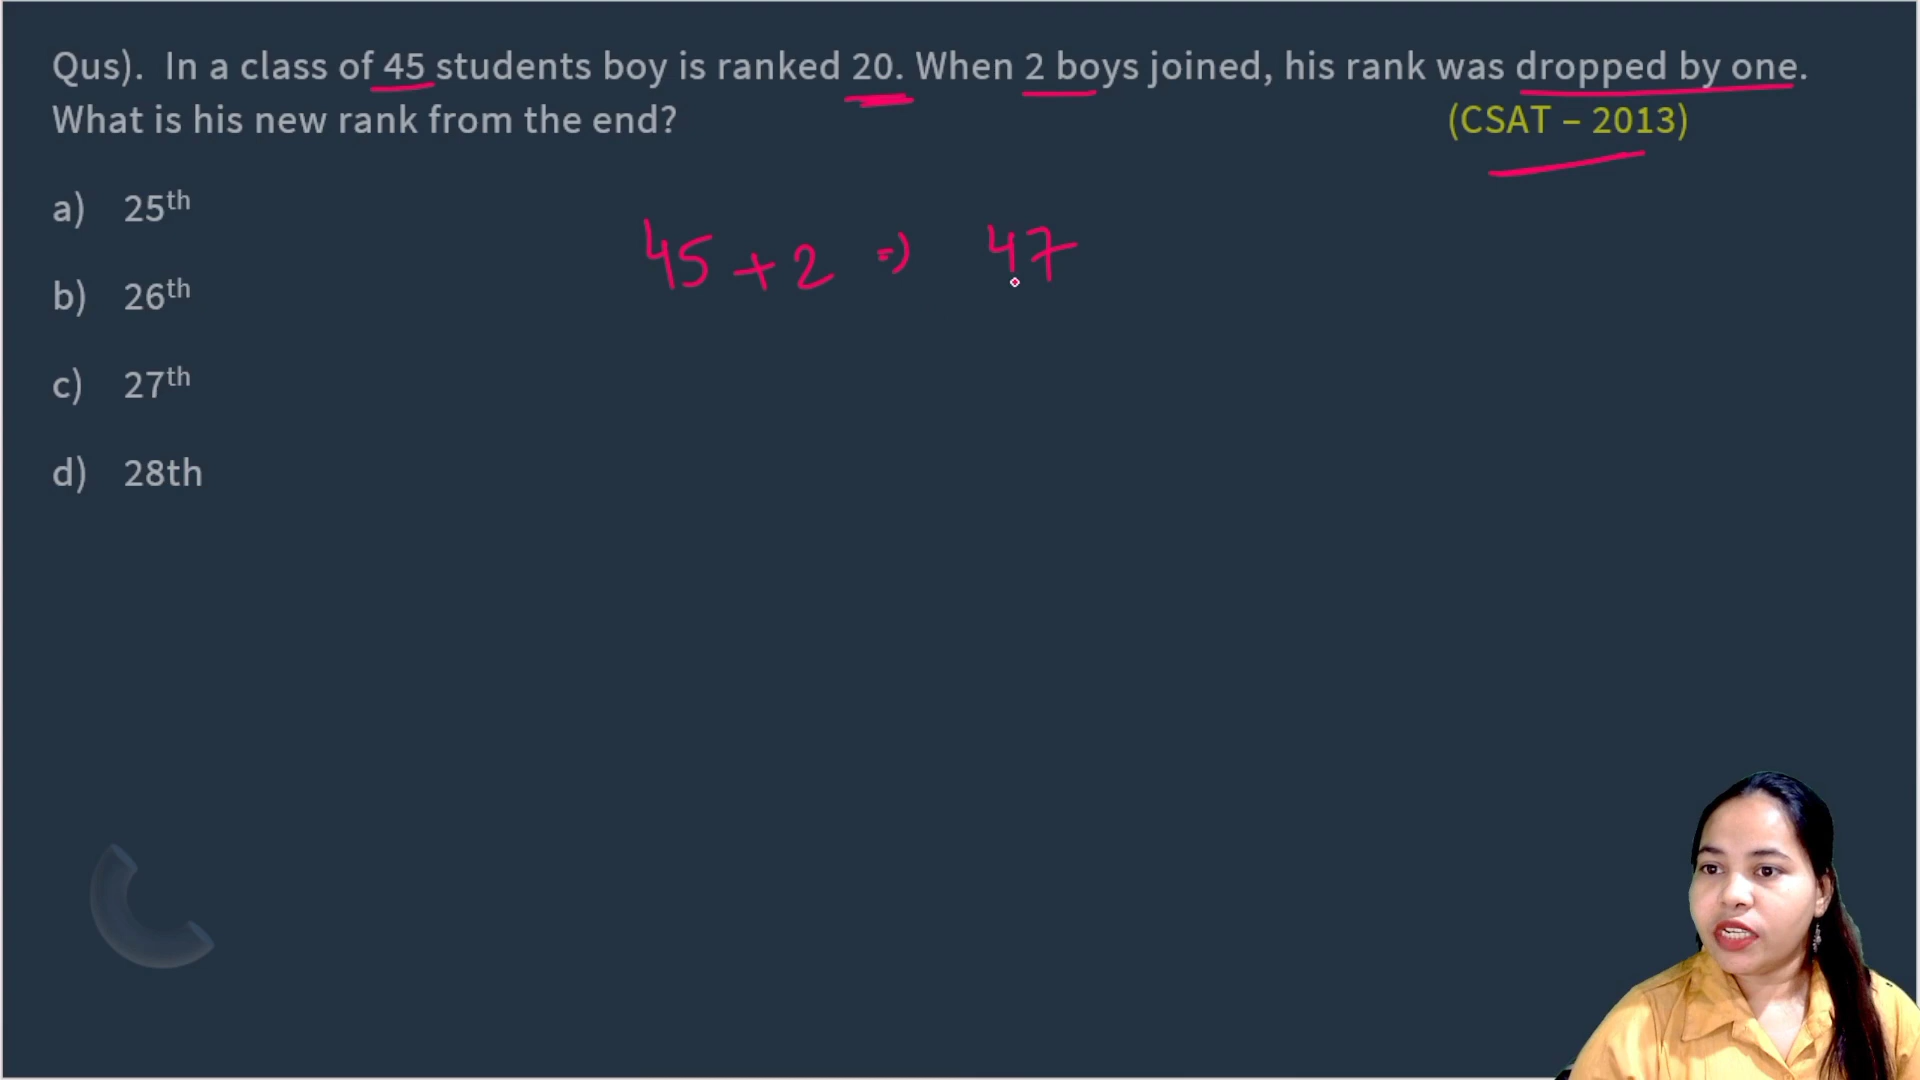 Qus). In a class of 45 students boy is ranked 20. When 2 boys joined, his rank was dropped by one.
What is his new rank from the end? (CSAT – 2013)
a) 25th
45 + 2 => 47
b) 26th
c) 27th
d) 28th